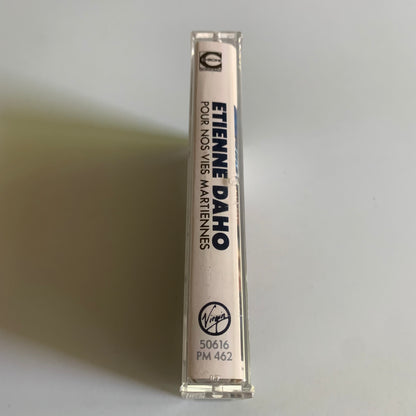 ETIENNE DAHO
POUR NOS VIES MARTIENNES
Virgin
50616
PM 462